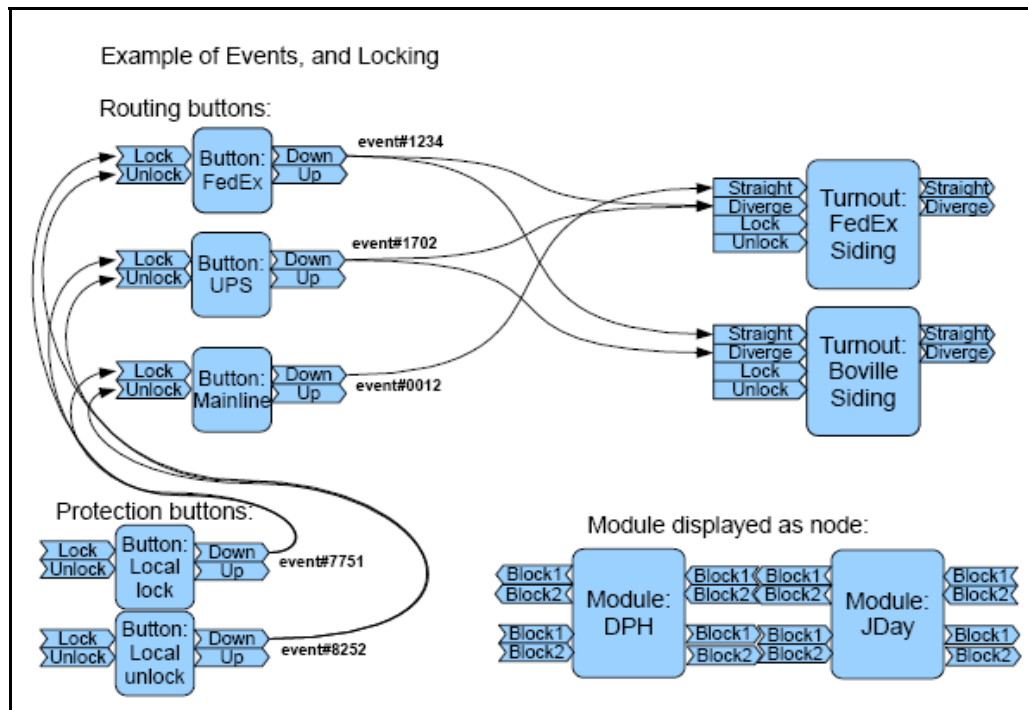 Example of Events, and Locking
Routing buttons:
Lock
Unlock
Button:
FedEx
Down
Up
event#1234
Lock
Unlock
Button:
UPS
Down
Up
event#1702
Lock
Unlock
Button:
Mainline
Down
Up
event#0012
Straight
Diverge
Lock
Unlock
Turnout:
FedEx
Siding
Straight
Diverge
Straight
Diverge
Lock
Unlock
Turnout:
Boville
Siding
Straight
Diverge
Protection buttons:
Lock
Unlock
Button:
Local
lock
Down
Up
event#7751
Lock
Unlock
Button:
Local
unlock
Down
Up
event#8252
Module displayed as node:
Block1
Block2
Block1
Block2
Module:
DPH
Block1
Block2
Block1
Block2
Block1
Block2
Block1
Block2
Module:
JDay
Block1
Block2
Block1
Block2